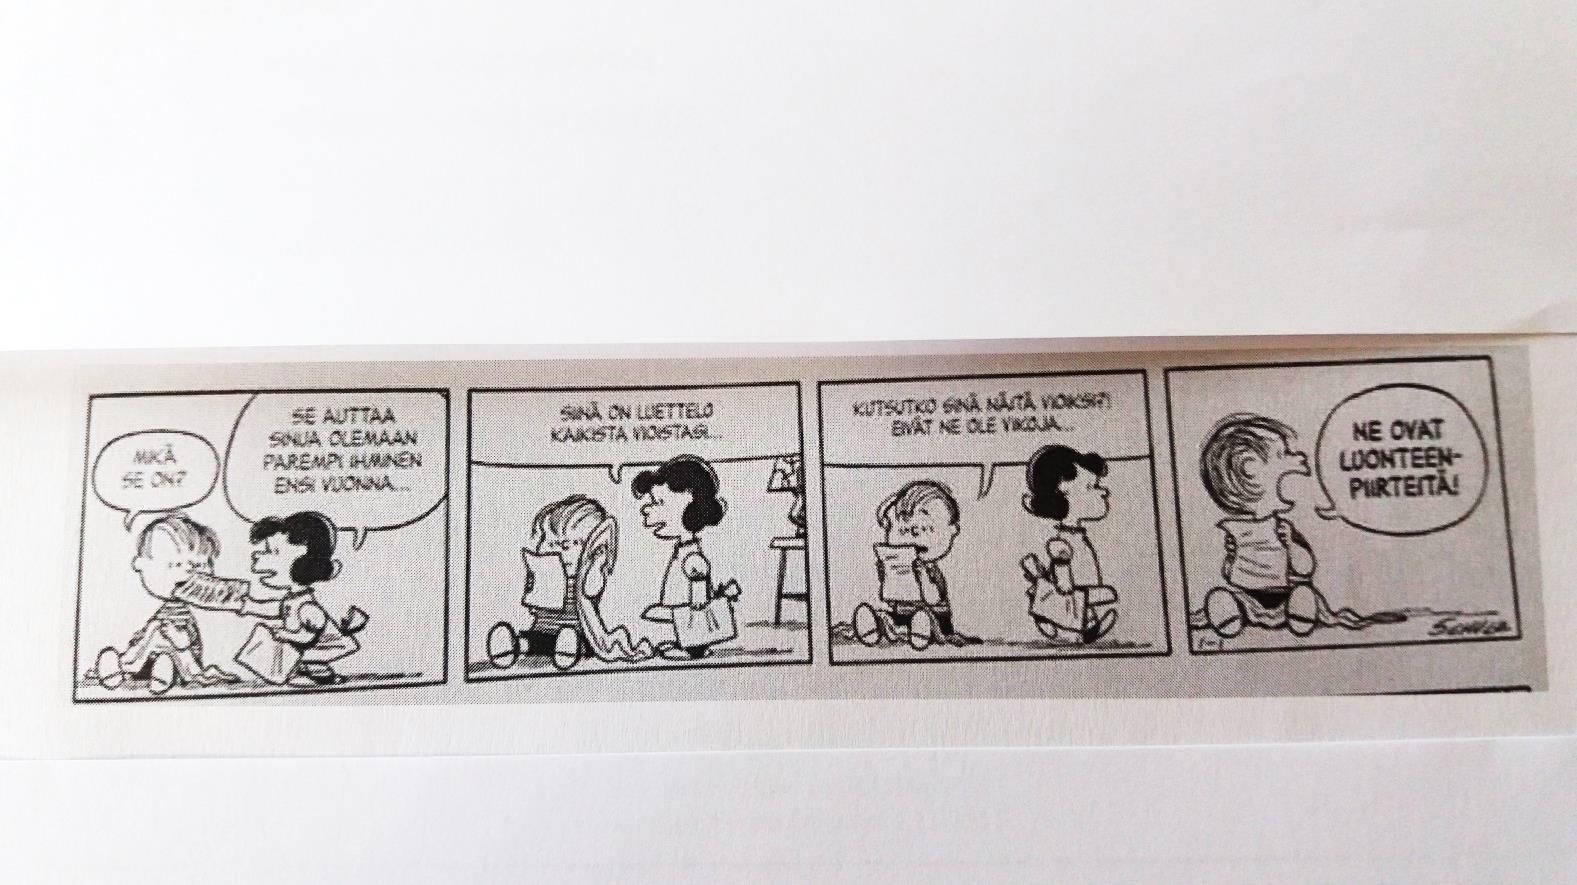 MIKÄ
SE ON?
SE AUTTAA
SINUA OLEMAAN
PAREMPI IHMINEN
ENSI VUONNA...
SIINÄ ON LUETTELO
KAIKISTA VIOISTASI...
KUTSUTKO SINÄ NÄITÄ VIOIKSI?!
EIVÄT NE OLE VIKOJA...
NE OVAT
LUONTEEN-
PIIRTEITÄ!
SCHULZ